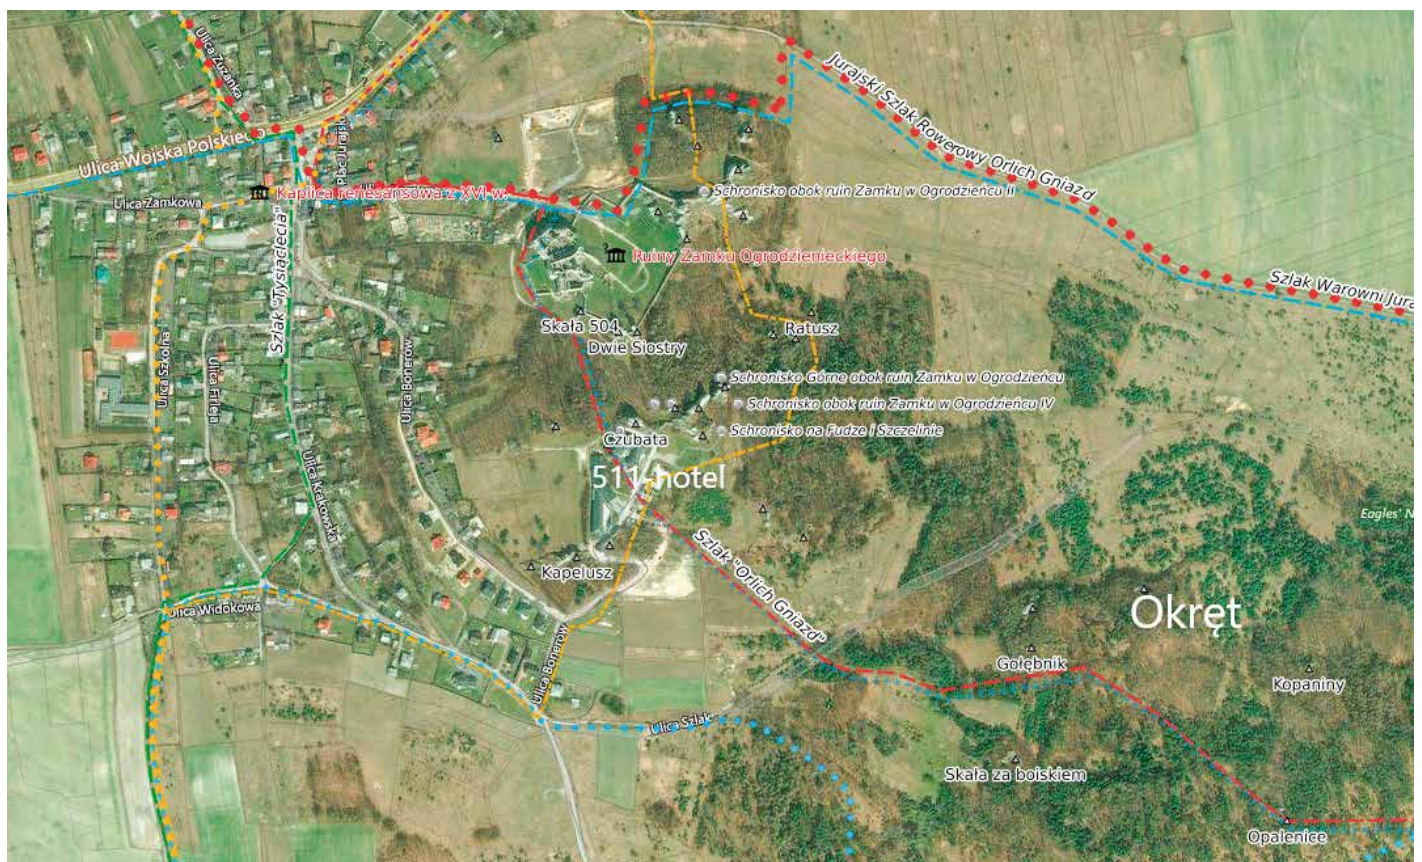 Ulica Zuzanka
Jurajski Szlak Rowerowy Orlich Gniazd
Ulica Wojska Polskiego
Plac Jurajski
Kaplica renesansowa z XVI w.
Schronisko obok ruin Zamku w Ogrodzieńcu II
Ulica Zamkowa
Ruiny Zamku Ogrodzienieckiego
Szlak Warowni Jura
Szlak "Tysiąclecia"
Skała 504
Ratusz
Dwie Siostry
Ulica Szkolna
Ulica Firleja
Ulica Bonerów
Schronisko Górne obok ruin Zamku w Ogrodzieńcu
Schronisko obok ruin Zamku w Ogrodzieńcu IV
Schronisko na Fudze i Szczelinie
Czubata
511-hotel
Ulica Krakowska
Eagles' N
Szlak "Orlich Gniazd"
Kapelusz
Ulica Widokowa
Okręt
Gołębnik
Kopaniny
Ulica Bonerów
Ulica Szlak
Skała za boiskiem
Opalenice